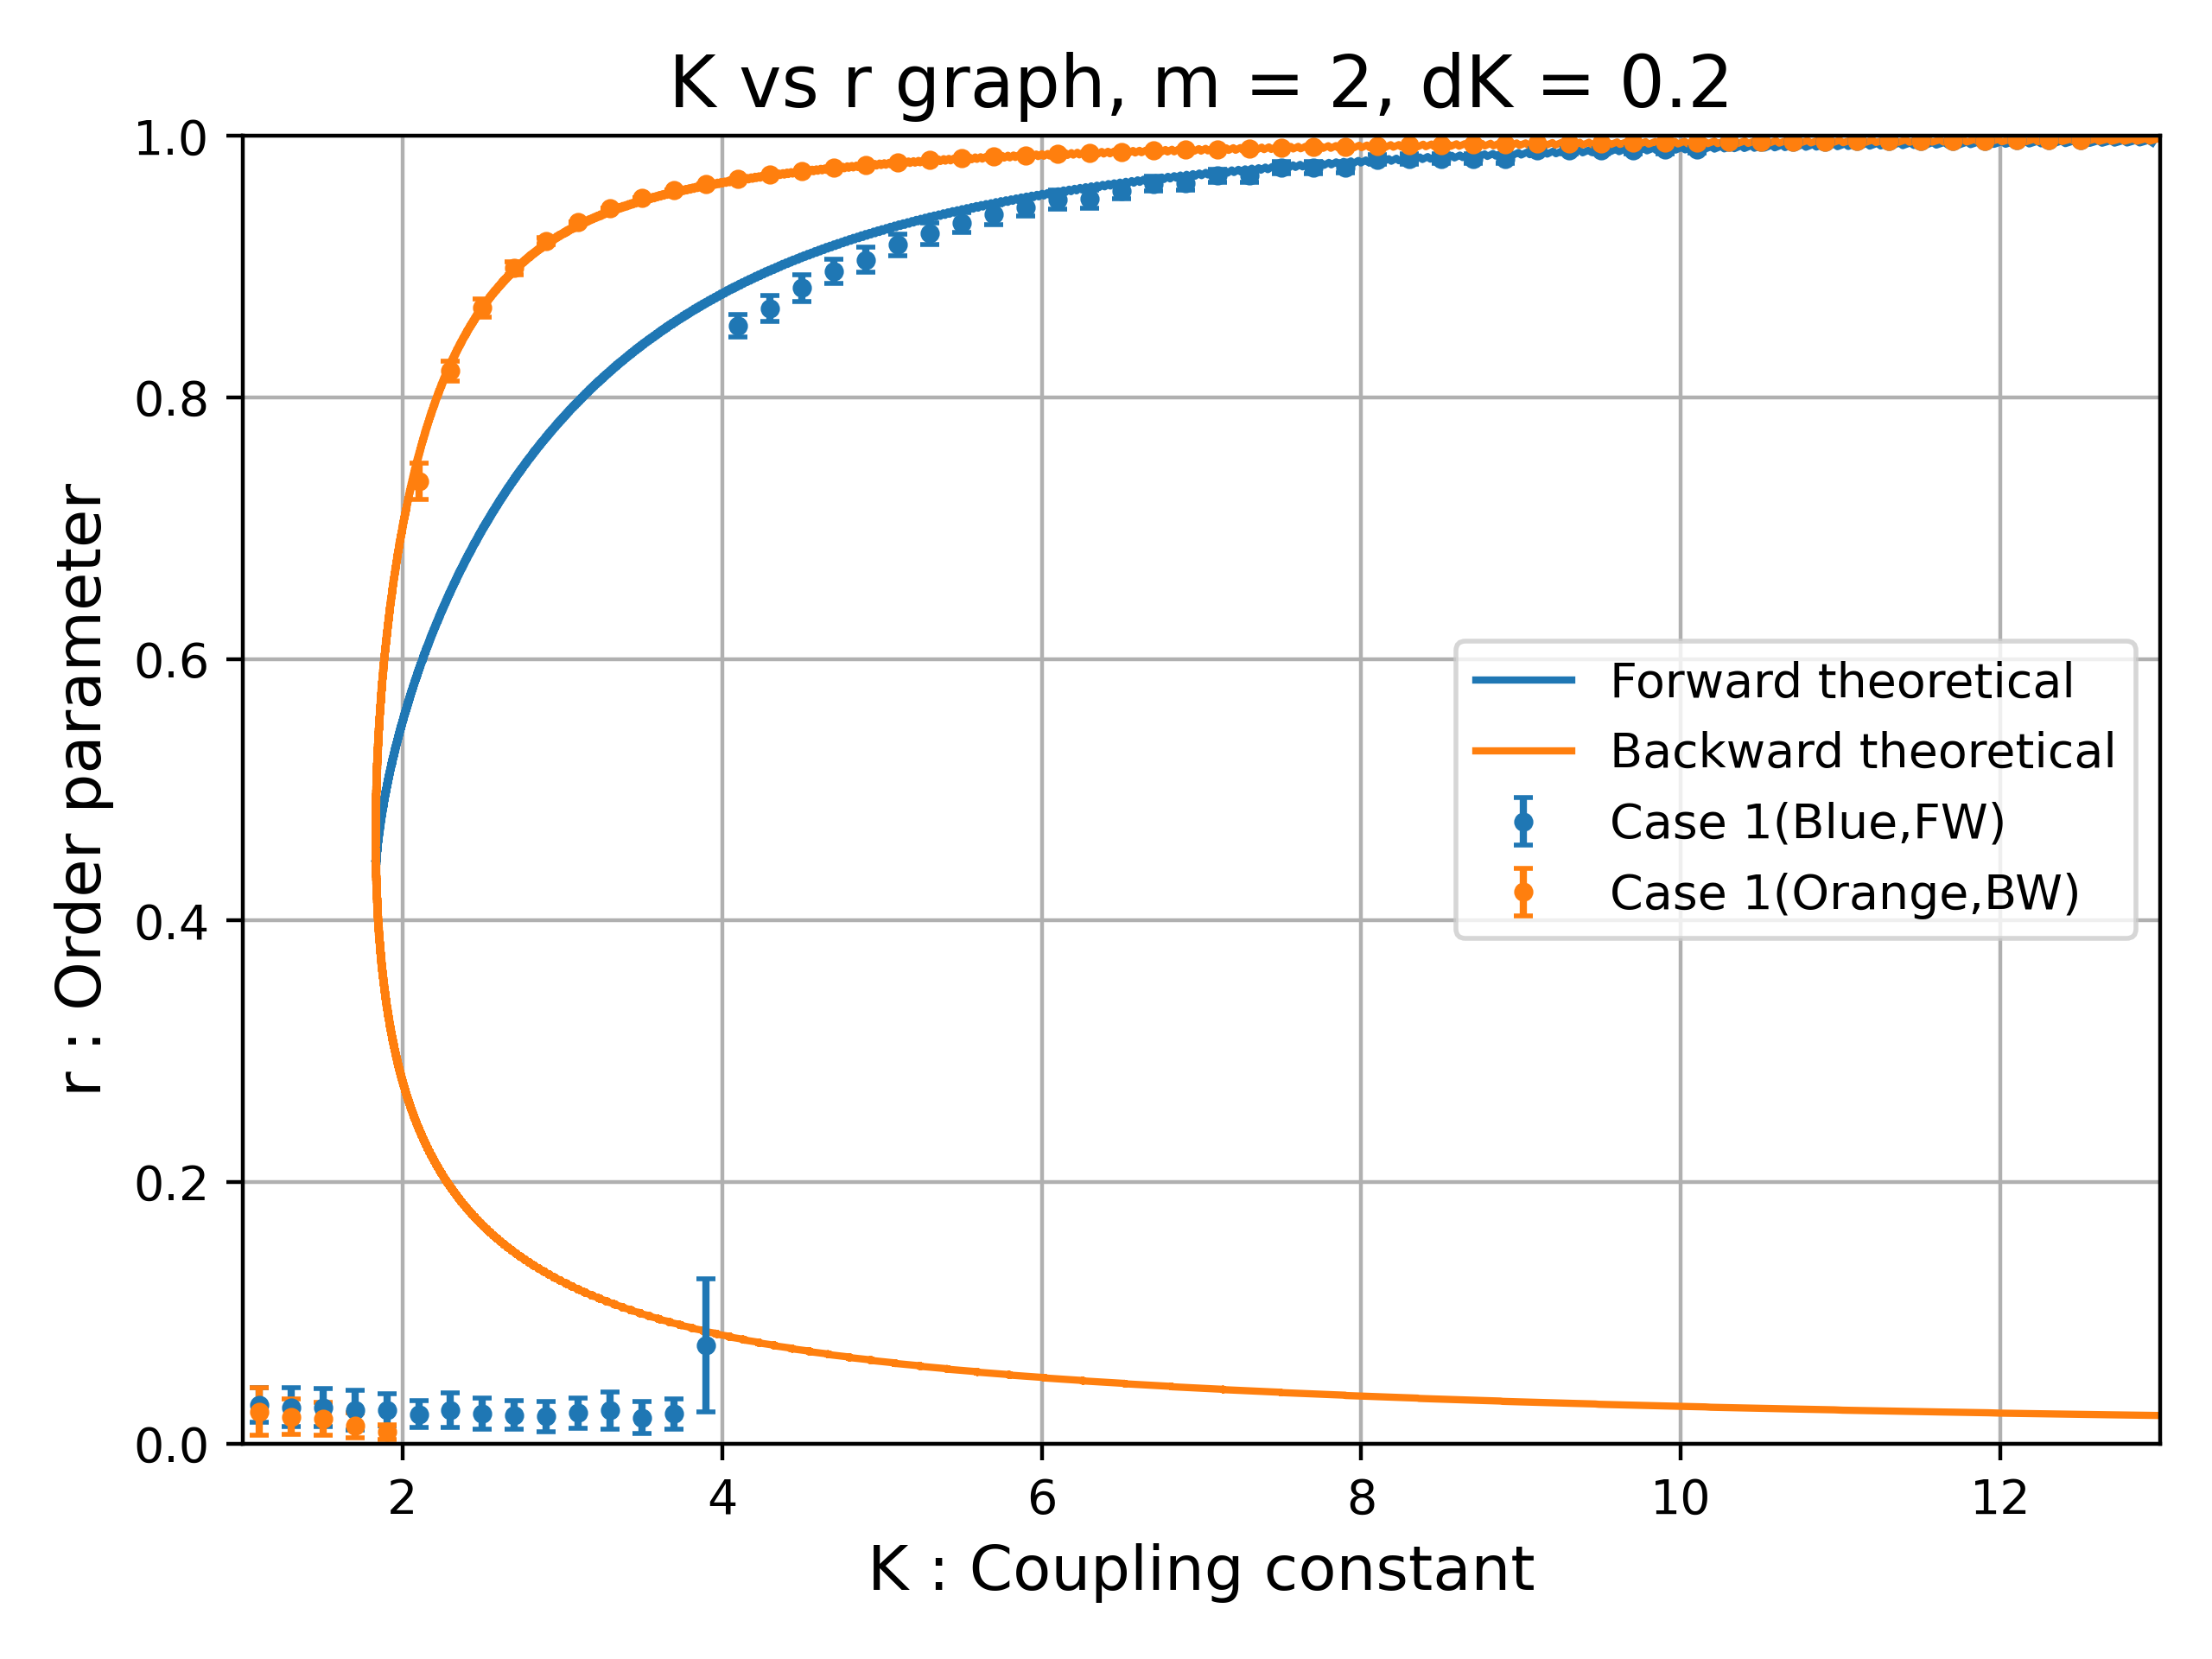 K vs r graph, m = 2, dK = 0.2
1.0
0.8
0.6
0.4
0.2
0.0
r : Order parameter
Forward theoretical
Backward theoretical
Case 1(Blue,FW)
Case 1(Orange,BW)
2 4 6 8 10 12
K : Coupling constant